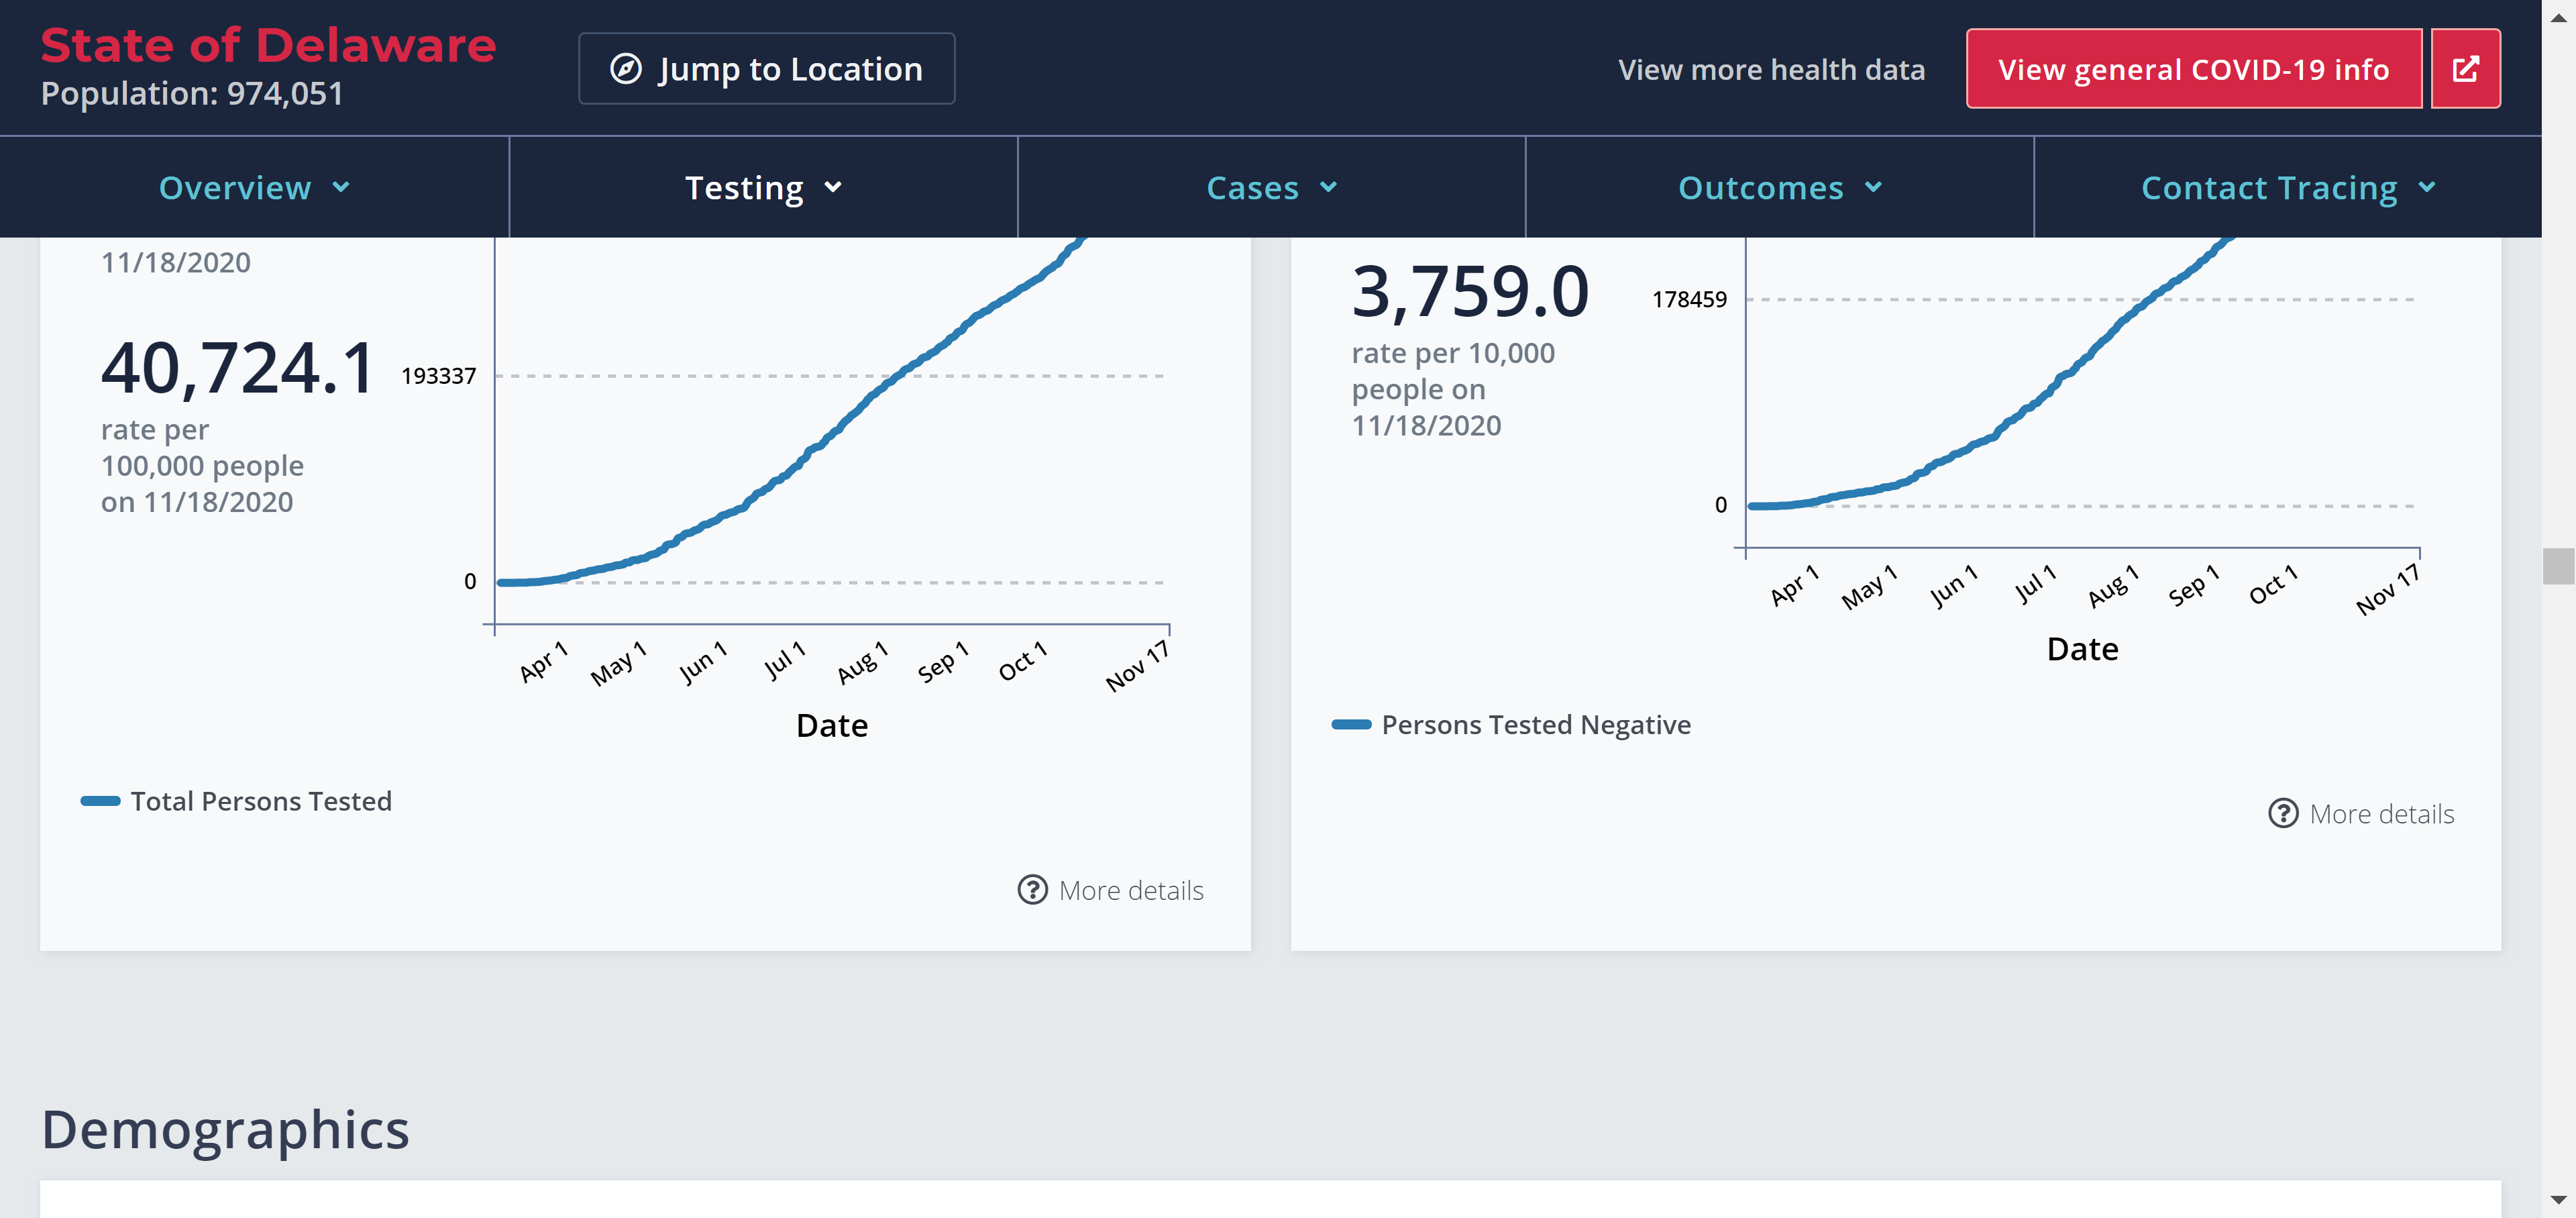 State of Delaware
Population: 974,051
Jump to Location
View more health data
View general COVID-19 info
Overview
Testing
Cases
Outcomes
Contact Tracing
11/18/2020
40,724.1
rate per
100,000 people
on 11/18/2020
193337
0
Apr 1
May 1
Jun 1
Jul 1
Aug 1
Sep 1
Oct 1
Nov 17
Date
Total Persons Tested
More details
3,759.0
rate per 10,000
people on
11/18/2020
178459
0
Apr 1
May 1
Jun 1
Jul 1
Aug 1
Sep 1
Oct 1
Nov 17
Date
Persons Tested Negative
More details
Demographics